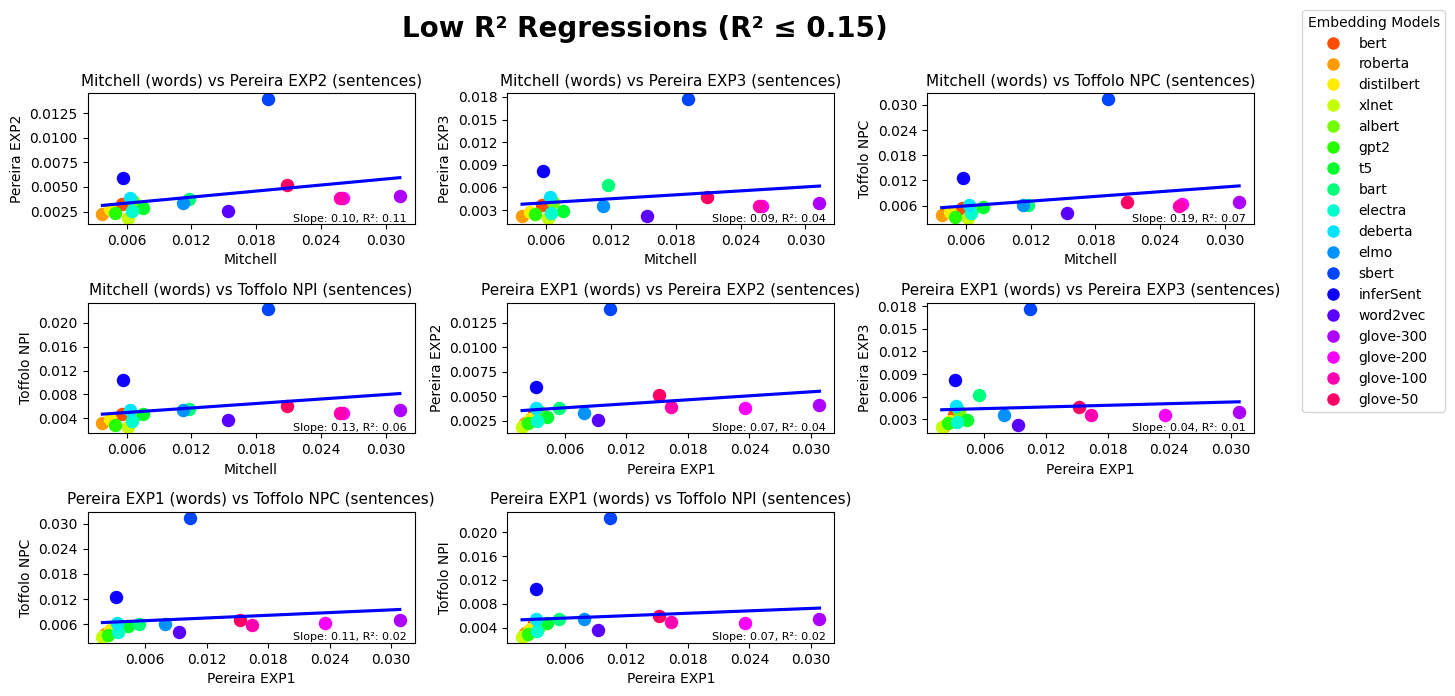 Low R² Regressions (R² ≤ 0.15)
Embedding Models
bert
roberta
distilbert
xlnet
albert
gpt2
t5
bart
electra
deberta
elmo
sbert
inferSent
word2vec
glove-300
glove-200
glove-100
glove-50
Mitchell (words) vs Pereira EXP2 (sentences)
Pereira EXP2
0.0125
0.0100
0.0075
0.0050
0.0025
Slope: 0.10, R²: 0.11
0.006 0.012 0.018 0.024 0.030
Mitchell
Mitchell (words) vs Pereira EXP3 (sentences)
Pereira EXP3
0.018
0.015
0.012
0.009
0.006
0.003
Slope: 0.09, R²: 0.04
0.006 0.012 0.018 0.024 0.030
Mitchell
Mitchell (words) vs Toffolo NPC (sentences)
Toffolo NPC
0.030
0.024
0.018
0.012
0.006
Slope: 0.19, R²: 0.07
0.006 0.012 0.018 0.024 0.030
Mitchell
Mitchell (words) vs Toffolo NPI (sentences)
Toffolo NPI
0.020
0.016
0.012
0.008
0.004
Slope: 0.13, R²: 0.06
0.006 0.012 0.018 0.024 0.030
Mitchell
Pereira EXP1 (words) vs Pereira EXP2 (sentences)
Pereira EXP2
0.0125
0.0100
0.0075
0.0050
0.0025
Slope: 0.07, R²: 0.04
0.006 0.012 0.018 0.024 0.030
Pereira EXP1
Pereira EXP1 (words) vs Pereira EXP3 (sentences)
Pereira EXP3
0.018
0.015
0.012
0.009
0.006
0.003
Slope: 0.04, R²: 0.01
0.006 0.012 0.018 0.024 0.030
Pereira EXP1
Pereira EXP1 (words) vs Toffolo NPC (sentences)
Toffolo NPC
0.030
0.024
0.018
0.012
0.006
Slope: 0.11, R²: 0.02
0.006 0.012 0.018 0.024 0.030
Pereira EXP1
Pereira EXP1 (words) vs Toffolo NPI (sentences)
Toffolo NPI
0.020
0.016
0.012
0.008
0.004
Slope: 0.07, R²: 0.02
0.006 0.012 0.018 0.024 0.030
Pereira EXP1